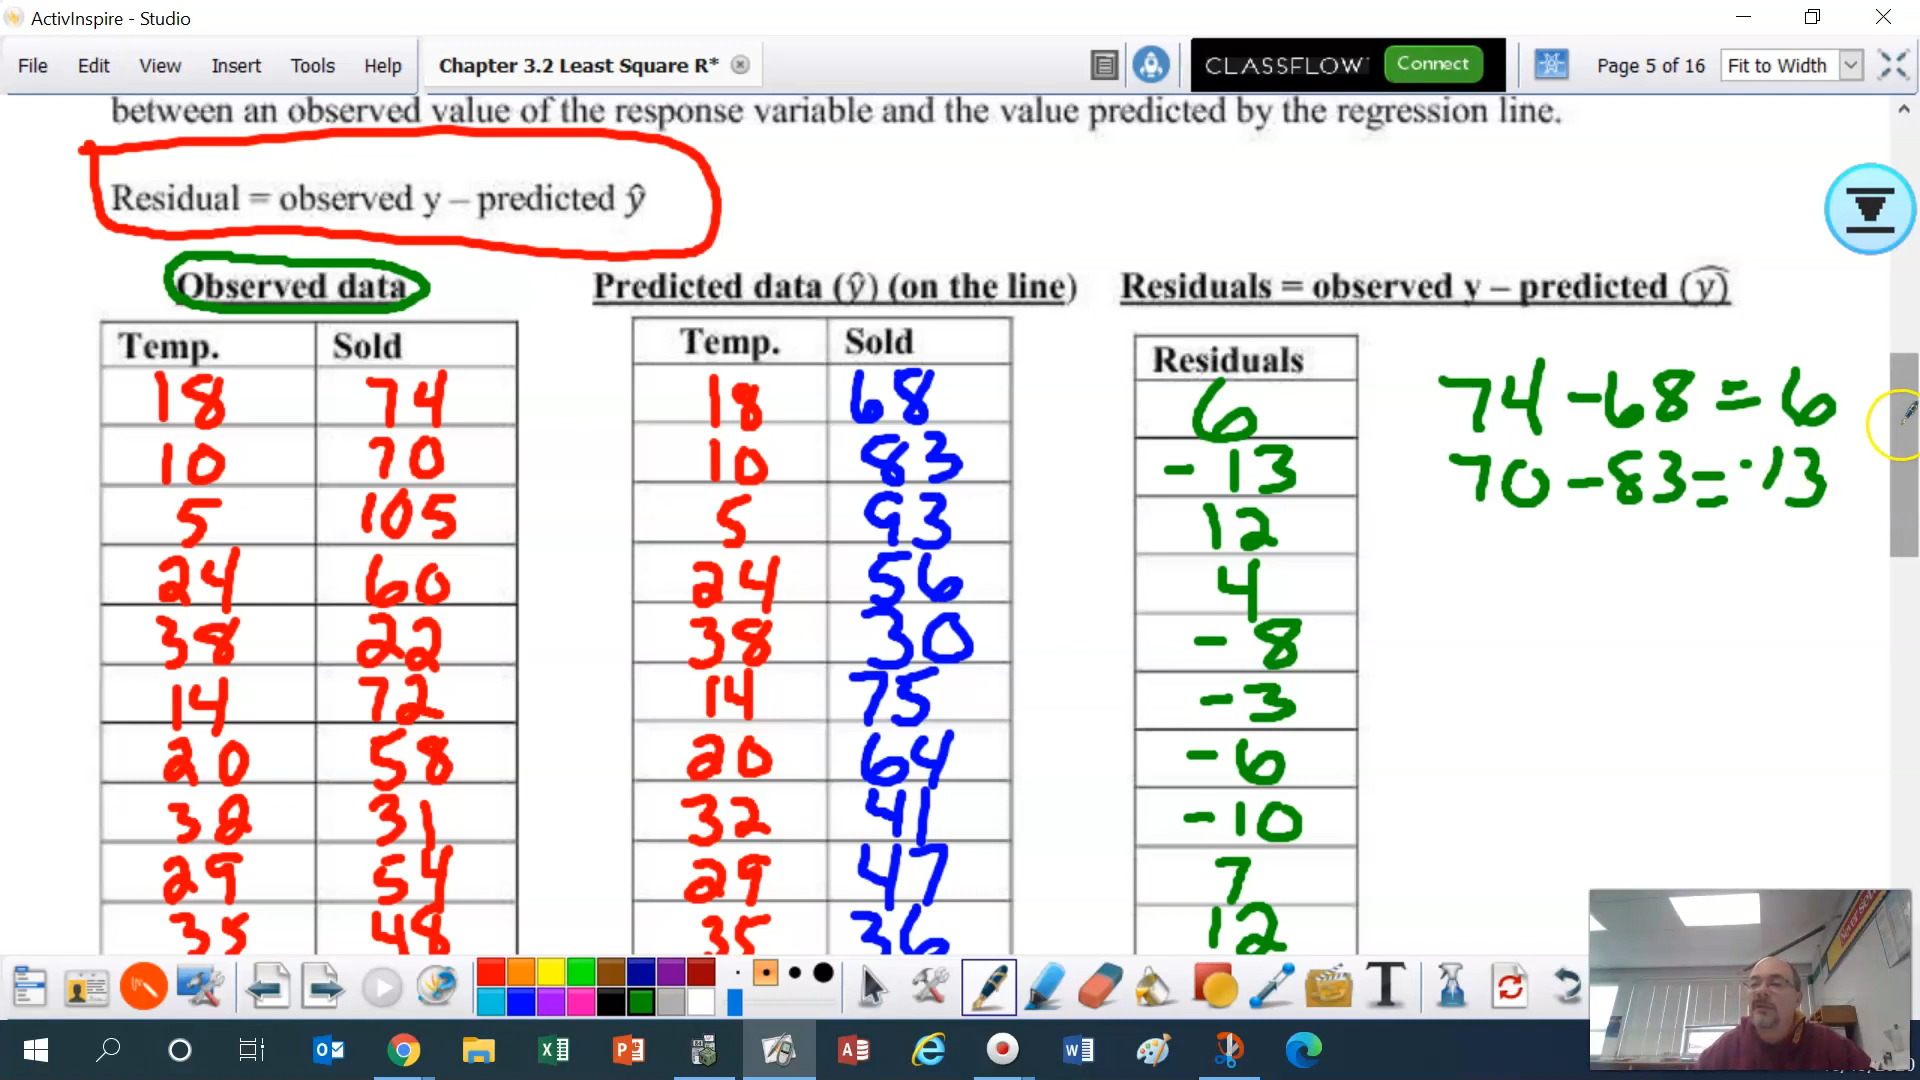 ActivInspire - Studio
File Edit View Insert Tools Help Chapter 3.2 Least Square R* CLASSFLOW Connect Page 5 of 16 Fit to Width
between an observed value of the response variable and the value predicted by the regression line.
Residual = observed y – predicted ŷ
Observed data Predicted data (ŷ) (on the line) Residuals = observed y – predicted (ŷ)
Temp. Sold Temp. Sold Residuals
18 74 18 68 6 74 - 68 = 6
10 70 10 83 - 13 70 - 83 = -13
5 105 5 93 12
24 60 24 56 4
38 22 38 30 - 8
14 72 14 75 - 3
20 58 20 64 - 6
38 31 32 41 - 10
29 54 29 47 7
35 48 35 36 12